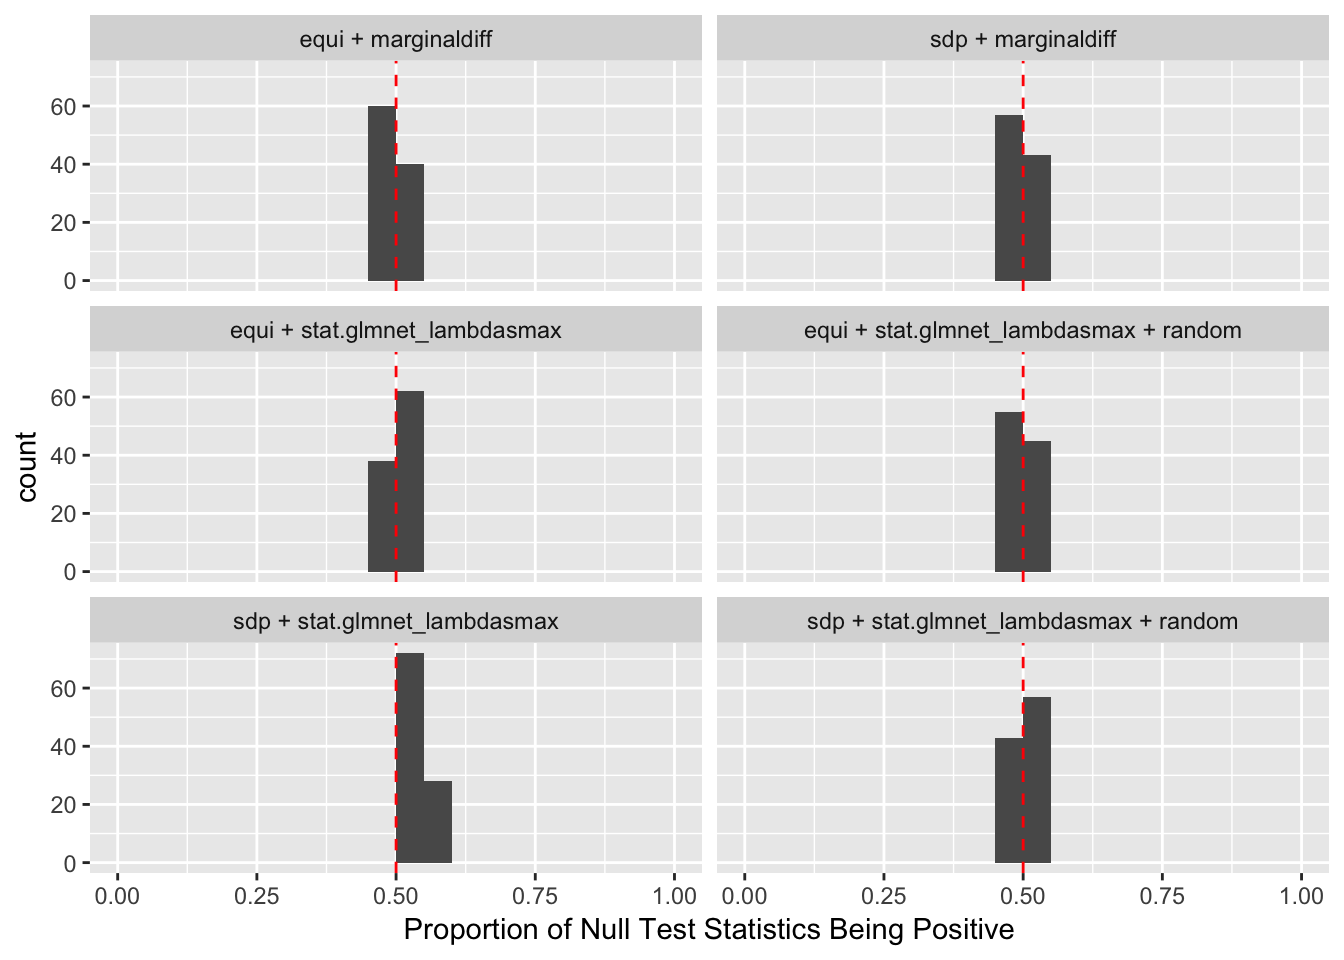 equi + marginaldiff
sdp + marginaldiff
60
40
20
0
equi + stat.glmnet_lambdasmax
equi + stat.glmnet_lambdasmax + random
60
40
20
0
count
sdp + stat.glmnet_lambdasmax
sdp + stat.glmnet_lambdasmax + random
60
40
20
0
0.00 0.25 0.50 0.75 1.00
0.00 0.25 0.50 0.75 1.00
Proportion of Null Test Statistics Being Positive